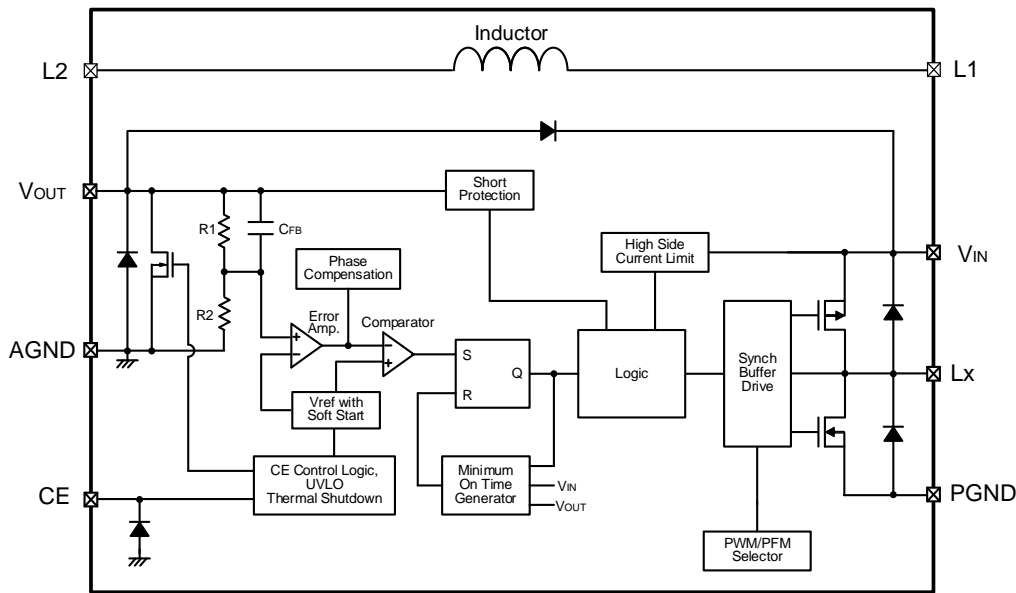 Inductor
L2
L1
VOUT
Short
Protection
R1
CFB
High Side
Current Limit
VIN
Phase
Compensation
R2
Error
Amp.
Comparator
AGND
+
−
−
+
S
Q
R
Logic
Synch
Buffer
Drive
Lx
Vref with
Soft Start
CE Control Logic,
UVLO
Thermal Shutdown
Minimum
On Time
Generator
VIN
VOUT
CE
PGND
PWM/PFM
Selector